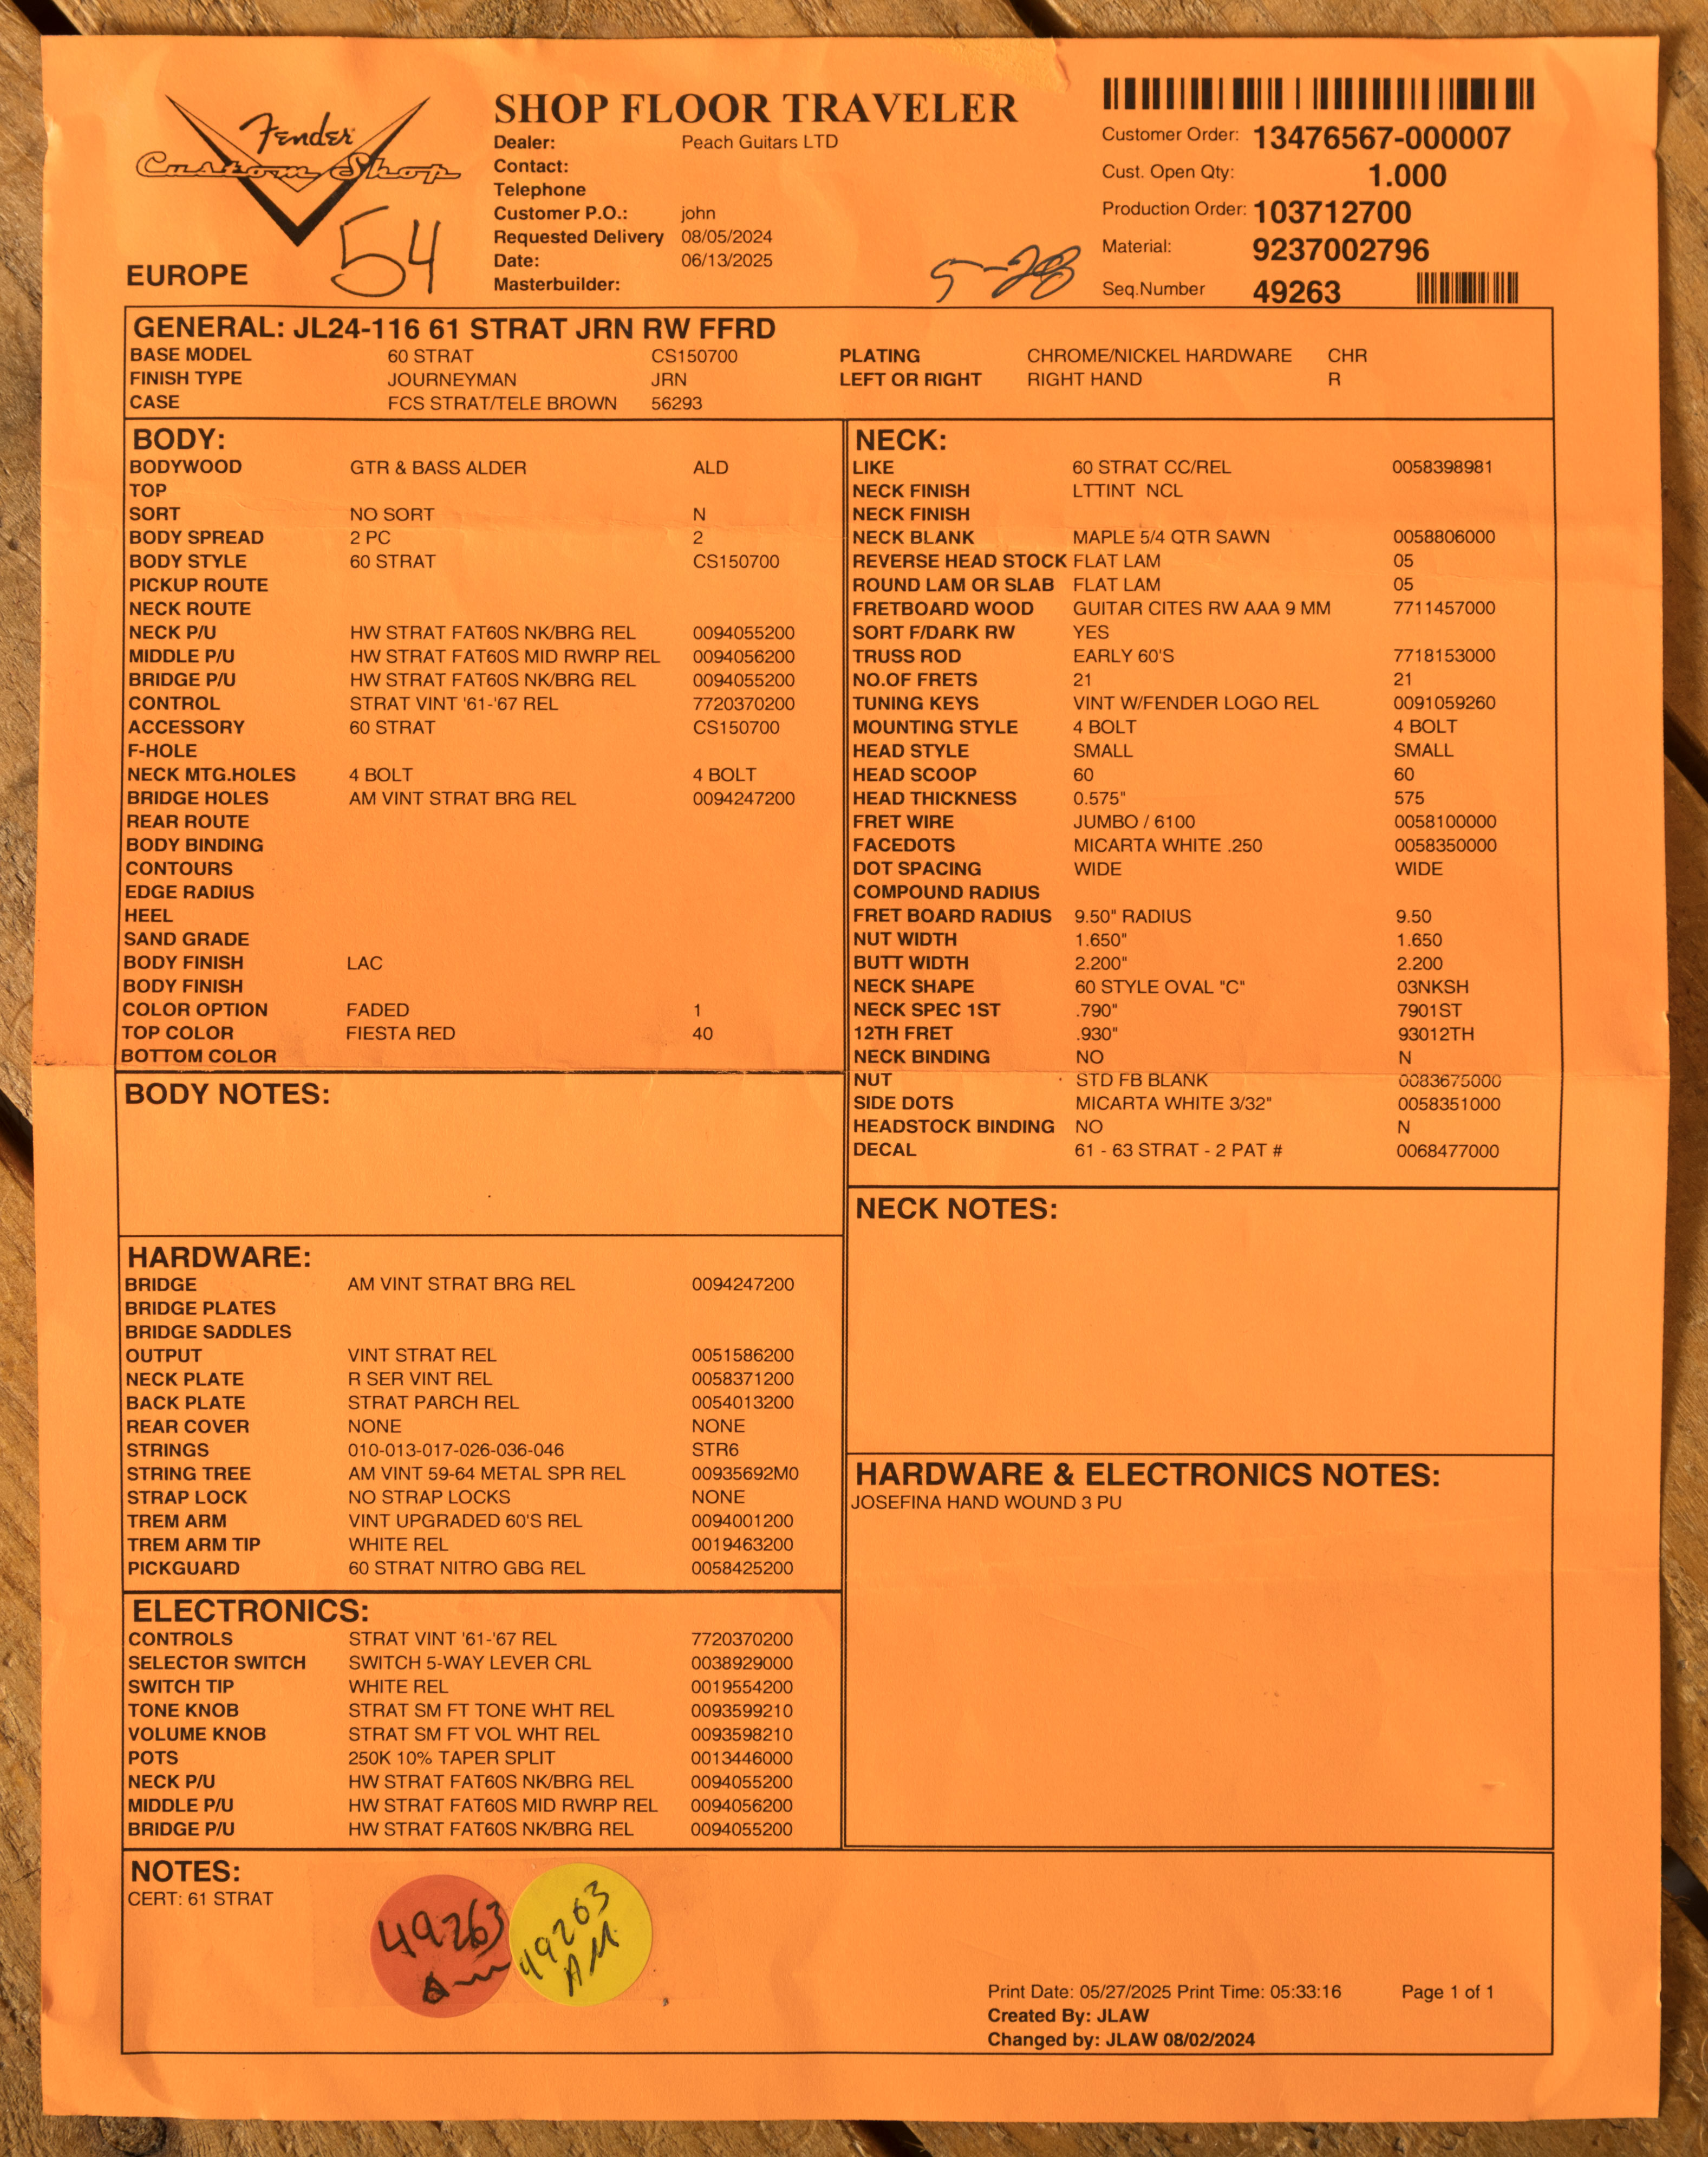 Fender
Custom Shop
54
EUROPE
SHOP FLOOR TRAVELER
Dealer: Peach Guitars LTD
Contact:
Telephone
Customer P.O.: john
Requested Delivery 08/05/2024
Date: 06/13/2025
Masterbuilder:
5-28
Customer Order: 13476567-000007
Cust. Open Qty: 1.000
Production Order: 103712700
Material: 9237002796
Seq.Number 49263
GENERAL: JL24-116 61 STRAT JRN RW FFRD
BASE MODEL 60 STRAT CS150700
FINISH TYPE JOURNEYMAN JRN
CASE FCS STRAT/TELE BROWN 56293
PLATING CHROME/NICKEL HARDWARE CHR
LEFT OR RIGHT RIGHT HAND R
BODY:
BODYWOOD GTR & BASS ALDER ALD
TOP
SORT NO SORT N
BODY SPREAD 2 PC 2
BODY STYLE 60 STRAT CS150700
PICKUP ROUTE
NECK ROUTE
NECK P/U HW STRAT FAT60S NK/BRG REL 0094055200
MIDDLE P/U HW STRAT FAT60S MID RWRP REL 0094056200
BRIDGE P/U HW STRAT FAT60S NK/BRG REL 0094055200
CONTROL STRAT VINT '61-'67 REL 7720370200
ACCESSORY 60 STRAT CS150700
F-HOLE
NECK MTG.HOLES 4 BOLT 4 BOLT
BRIDGE HOLES AM VINT STRAT BRG REL 0094247200
REAR ROUTE
BODY BINDING
CONTOURS
EDGE RADIUS
HEEL
SAND GRADE
BODY FINISH LAC
BODY FINISH
COLOR OPTION FADED 1
TOP COLOR FIESTA RED 40
BOTTOM COLOR
BODY NOTES:
HARDWARE:
BRIDGE AM VINT STRAT BRG REL 0094247200
BRIDGE PLATES
BRIDGE SADDLES
OUTPUT VINT STRAT REL 0051586200
NECK PLATE R SER VINT REL 0058371200
BACK PLATE STRAT PARCH REL 0054013200
REAR COVER NONE NONE
STRINGS 010-013-017-026-036-046 STR6
STRING TREE AM VINT 59-64 METAL SPR REL 00935692M0
STRAP LOCK NO STRAP LOCKS NONE
TREM ARM VINT UPGRADED 60'S REL 0094001200
TREM ARM TIP WHITE REL 0019463200
PICKGUARD 60 STRAT NITRO GBG REL 0058425200
ELECTRONICS:
CONTROLS STRAT VINT '61-'67 REL 7720370200
SELECTOR SWITCH SWITCH 5-WAY LEVER CRL 0038929000
SWITCH TIP WHITE REL 0019554200
TONE KNOB STRAT SM FT TONE WHT REL 0093599210
VOLUME KNOB STRAT SM FT VOL WHT REL 0093598210
POTS 250K 10% TAPER SPLIT 0013446000
NECK P/U HW STRAT FAT60S NK/BRG REL 0094055200
MIDDLE P/U HW STRAT FAT60S MID RWRP REL 0094056200
BRIDGE P/U HW STRAT FAT60S NK/BRG REL 0094055200
NECK:
LIKE 60 STRAT CC/REL 0058398981
NECK FINISH LTTINT NCL
NECK FINISH
NECK BLANK MAPLE 5/4 QTR SAWN 0058806000
REVERSE HEAD STOCK FLAT LAM 05
ROUND LAM OR SLAB FLAT LAM 05
FRETBOARD WOOD GUITAR CITES RW AAA 9 MM 7711457000
SORT F/DARK RW YES
TRUSS ROD EARLY 60'S 7718153000
NO.OF FRETS 21 21
TUNING KEYS VINT W/FENDER LOGO REL 0091059260
MOUNTING STYLE 4 BOLT 4 BOLT
HEAD STYLE SMALL SMALL
HEAD SCOOP 60 60
HEAD THICKNESS 0.575" 575
FRET WIRE JUMBO / 6100 0058100000
FACEDOTS MICARTA WHITE .250 0058350000
DOT SPACING WIDE WIDE
COMPOUND RADIUS
FRET BOARD RADIUS 9.50" RADIUS 9.50
NUT WIDTH 1.650" 1.650
BUTT WIDTH 2.200" 2.200
NECK SHAPE 60 STYLE OVAL "C" 03NKSH
NECK SPEC 1ST .790" 7901ST
12TH FRET .930" 93012TH
NECK BINDING NO N
NUT STD FB BLANK 0083675000
SIDE DOTS MICARTA WHITE 3/32" 0058351000
HEADSTOCK BINDING NO N
DECAL 61 - 63 STRAT - 2 PAT # 0068477000
NECK NOTES:
HARDWARE & ELECTRONICS NOTES:
JOSEFINA HAND WOUND 3 PU
NOTES:
CERT: 61 STRAT
49263
49263
AM
Print Date: 05/27/2025 Print Time: 05:33:16 Page 1 of 1
Created By: JLAW
Changed by: JLAW 08/02/2024